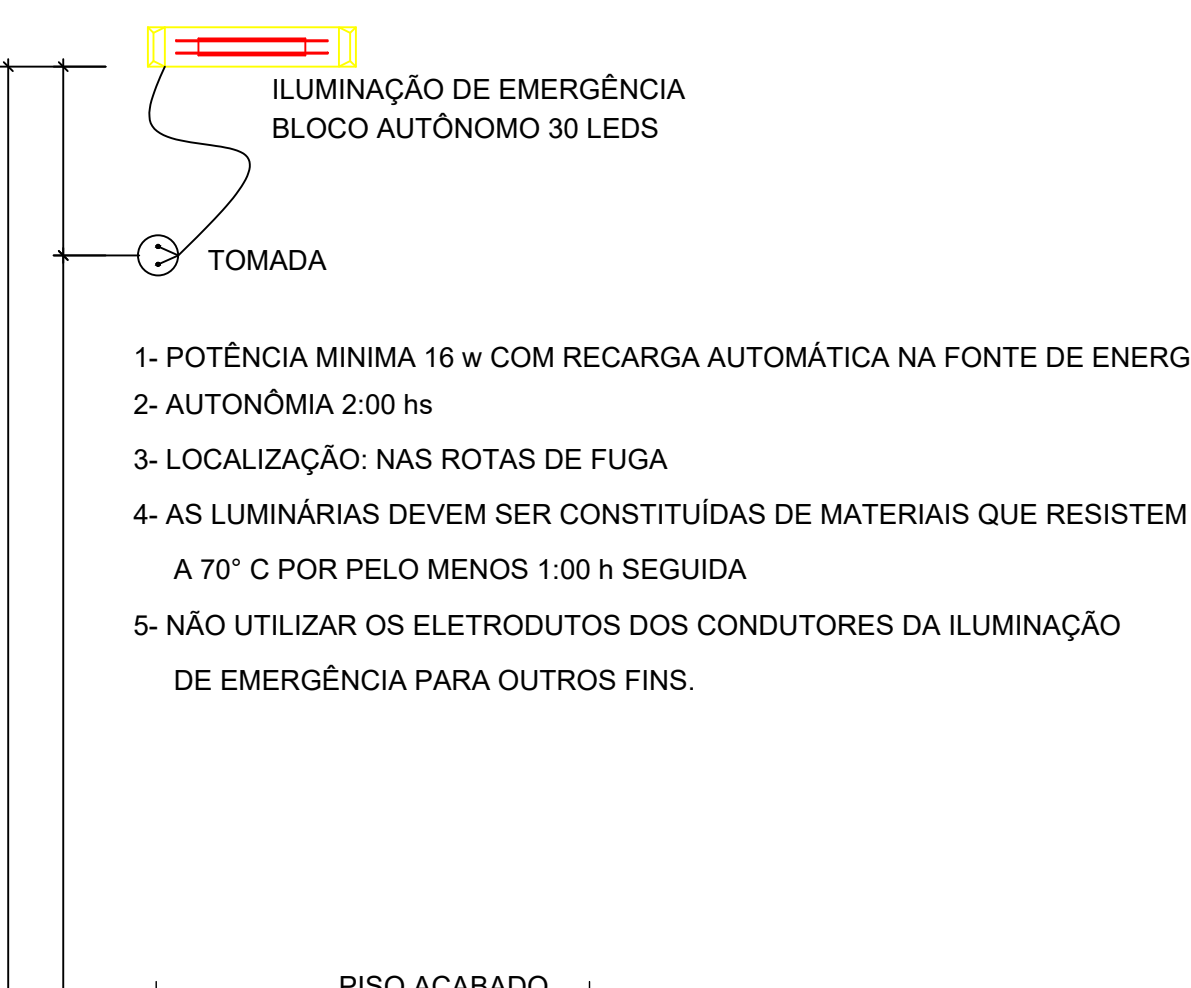 ILUMINAÇÃO DE EMERGÊNCIA
BLOCO AUTÔNOMO 30 LEDS
TOMADA
1- POTÊNCIA MINIMA 16 w COM RECARGA AUTOMÁTICA NA FONTE DE ENERG
2- AUTONÔMIA 2:00 hs
3- LOCALIZAÇÃO: NAS ROTAS DE FUGA
4- AS LUMINÁRIAS DEVEM SER CONSTITUÍDAS DE MATERIAIS QUE RESISTEM
A 70° C POR PELO MENOS 1:00 h SEGUIDA
5- NÃO UTILIZAR OS ELETRODUTOS DOS CONDUTORES DA ILUMINAÇÃO
DE EMERGÊNCIA PARA OUTROS FINS.
PISO ACABADO